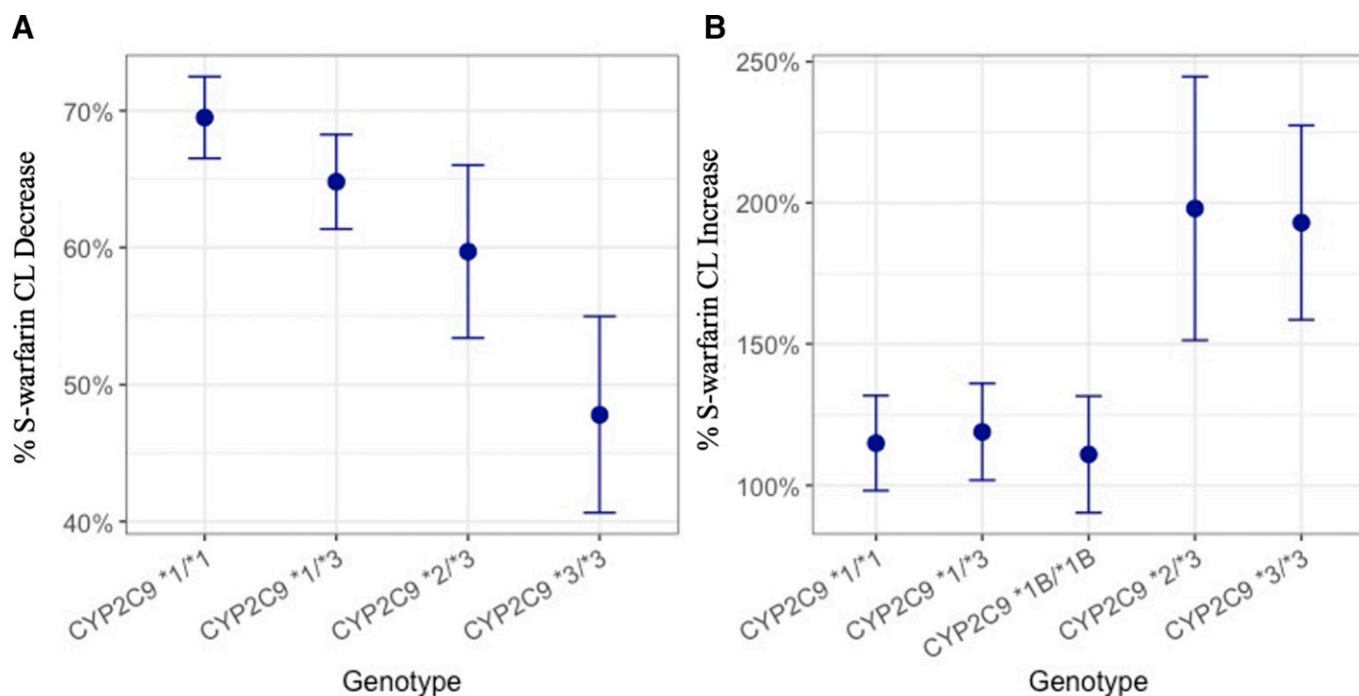 A
% S-warfarin CL Decrease
70%
60%
50%
40%
CYP2C9 *1/*1
CYP2C9 *1/*3
CYP2C9 *2/*3
CYP2C9 *3/*3
Genotype
B
% S-warfarin CL Increase
250%
200%
150%
100%
CYP2C9 *1/*1
CYP2C9 *1/*3
CYP2C9 *1B/*1B
CYP2C9 *2/*3
CYP2C9 *3/*3
Genotype